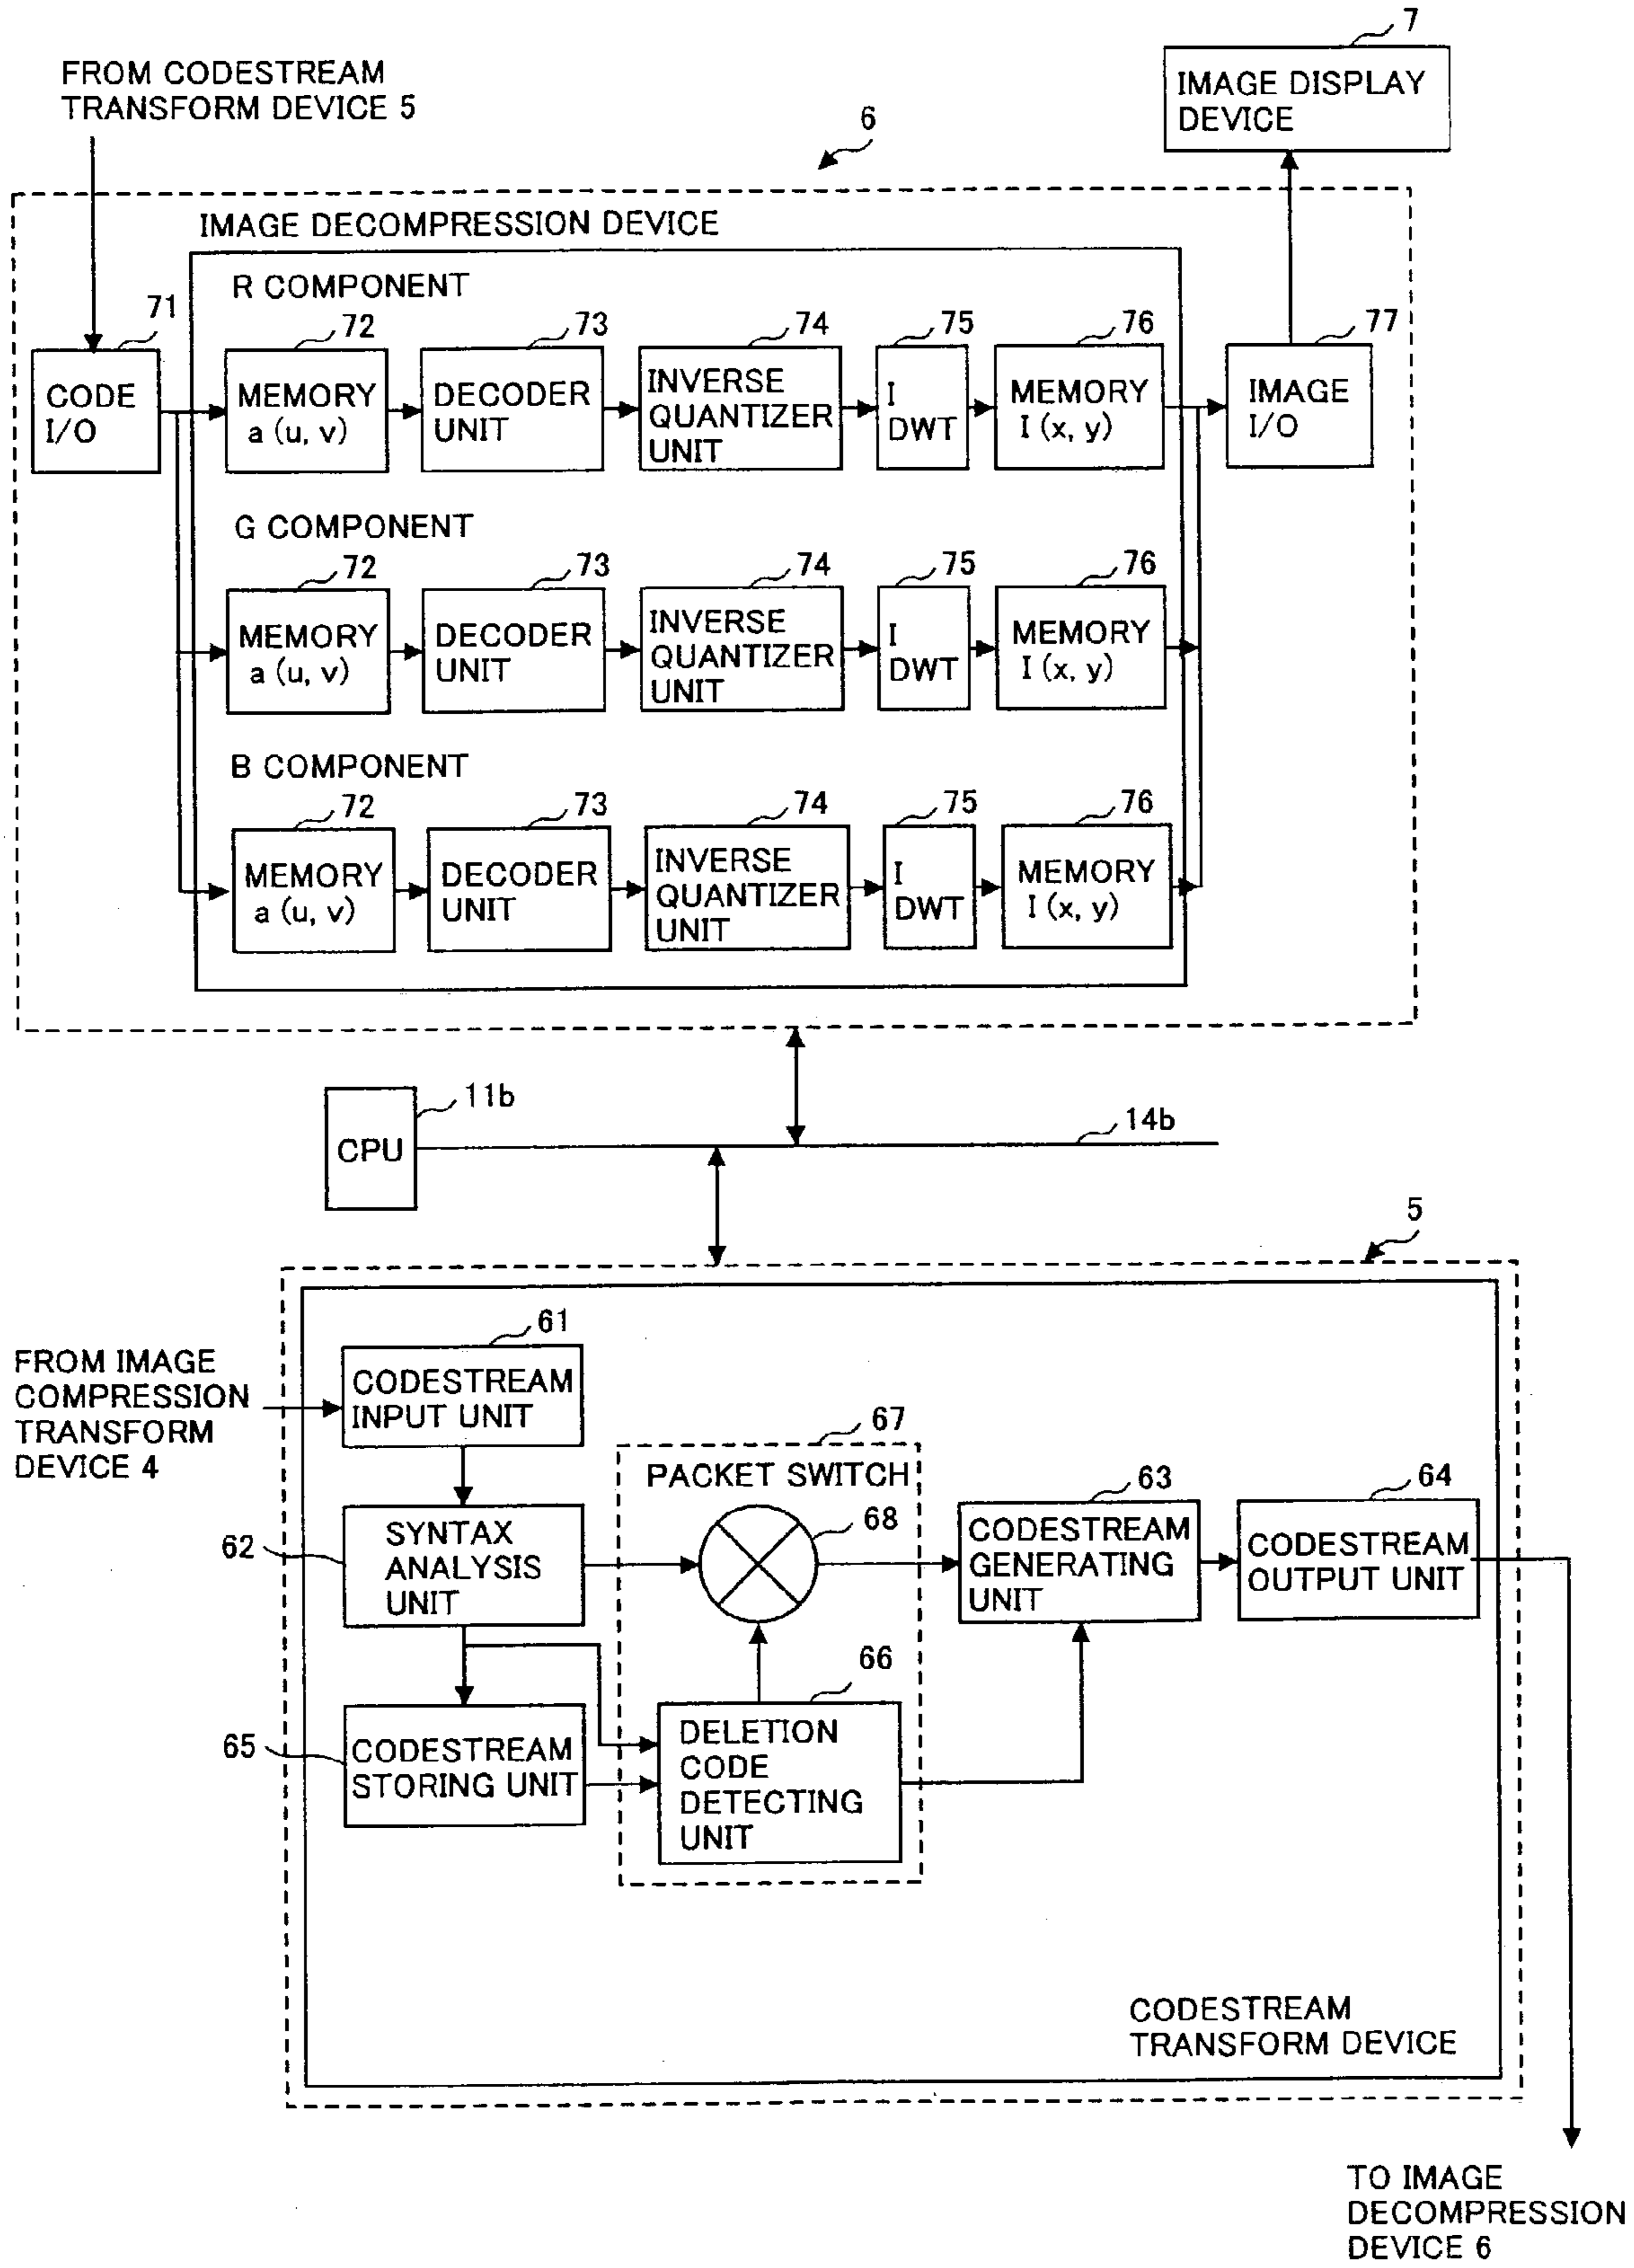 7
FROM CODESTREAM
TRANSFORM DEVICE 5
IMAGE DISPLAY
DEVICE
6
IMAGE DECOMPRESSION DEVICE
R COMPONENT
71
72
73
74
75
76
77
CODE
I/O
MEMORY
a (u, v)
DECODER
UNIT
INVERSE
QUANTIZER
UNIT
I
DWT
MEMORY
I (x, y)
IMAGE
I/O
G COMPONENT
72
73
74
75
76
MEMORY
a (u, v)
DECODER
UNIT
INVERSE
QUANTIZER
UNIT
I
DWT
MEMORY
I (x, y)
B COMPONENT
72
73
74
75
76
MEMORY
a (u, v)
DECODER
UNIT
INVERSE
QUANTIZER
UNIT
I
DWT
MEMORY
I (x, y)
11b
CPU
14b
5
61
FROM IMAGE
COMPRESSION
TRANSFORM
DEVICE 4
CODESTREAM
INPUT UNIT
67
PACKET SWITCH
62
SYNTAX
ANALYSIS
UNIT
68
63
CODESTREAM
GENERATING
UNIT
64
CODESTREAM
OUTPUT UNIT
66
65
CODESTREAM
STORING UNIT
DELETION
CODE
DETECTING
UNIT
CODESTREAM
TRANSFORM DEVICE
TO IMAGE
DECOMPRESSION
DEVICE 6